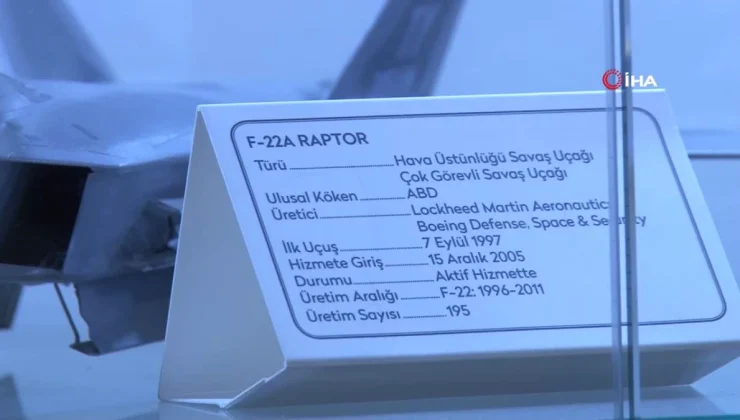 İHA
F-22A RAPTOR
Türü Hava Üstünlüğü Savaş Uçağı
Çok Görevli Savaş Uçağı
Ulusal Köken ABD
Üretici Lockheed Martin Aeronautics
Boeing Defense, Space & Security
İlk Uçuş 7 Eylül 1997
Hizmete Giriş 15 Aralık 2005
Durumu Aktif Hizmette
Üretim Aralığı F-22: 1996-2011
Üretim Sayısı 195